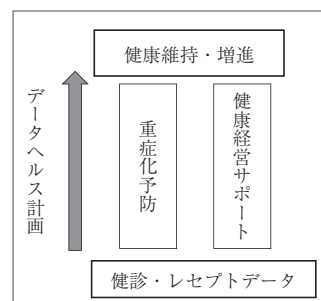 健康維持・増進
データヘルス計画
重症化予防
健康経営サポート
健診・レセプトデータ